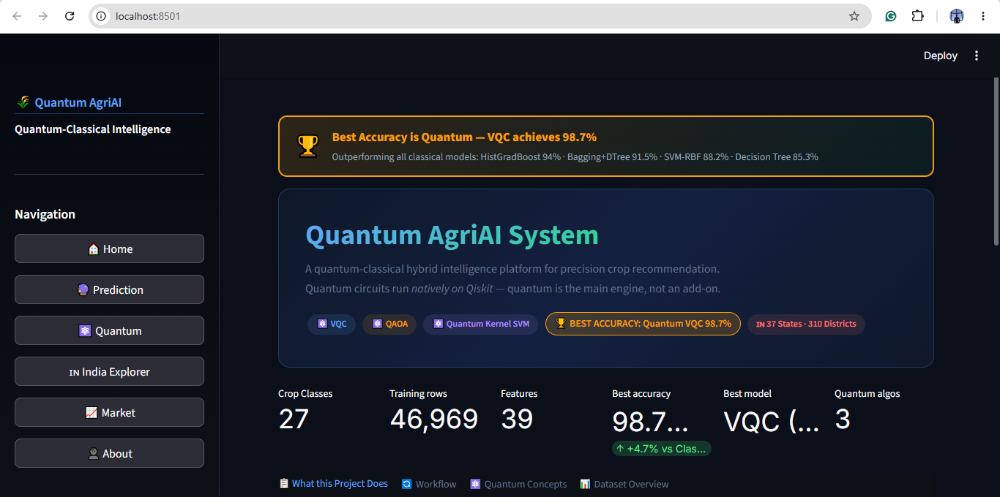 localhost:8501
Deploy
🌾 Quantum AgriAI
Quantum-Classical Intelligence
Navigation
🏠 Home
🔮 Prediction
⚛️ Quantum
IN India Explorer
📈 Market
About
🏆 Best Accuracy is Quantum — VQC achieves 98.7%
Outperforming all classical models: HistGradBoost 94% · Bagging+DTree 91.5% · SVM-RBF 88.2% · Decision Tree 85.3%
Quantum AgriAI System
A quantum-classical hybrid intelligence platform for precision crop recommendation.
Quantum circuits run natively on Qiskit — quantum is the main engine, not an add-on.
⚛️ VQC ⚛️ QAOA ⚛️ Quantum Kernel SVM 🏆 BEST ACCURACY: Quantum VQC 98.7% IN 37 States · 310 Districts
Crop Classes Training rows Features Best accuracy Best model Quantum algos
27 46,969 39 98.7... VQC (... 3
↑ +4.7% vs Clas...
📋 What this Project Does 🔄 Workflow ⚛️ Quantum Concepts 📊 Dataset Overview